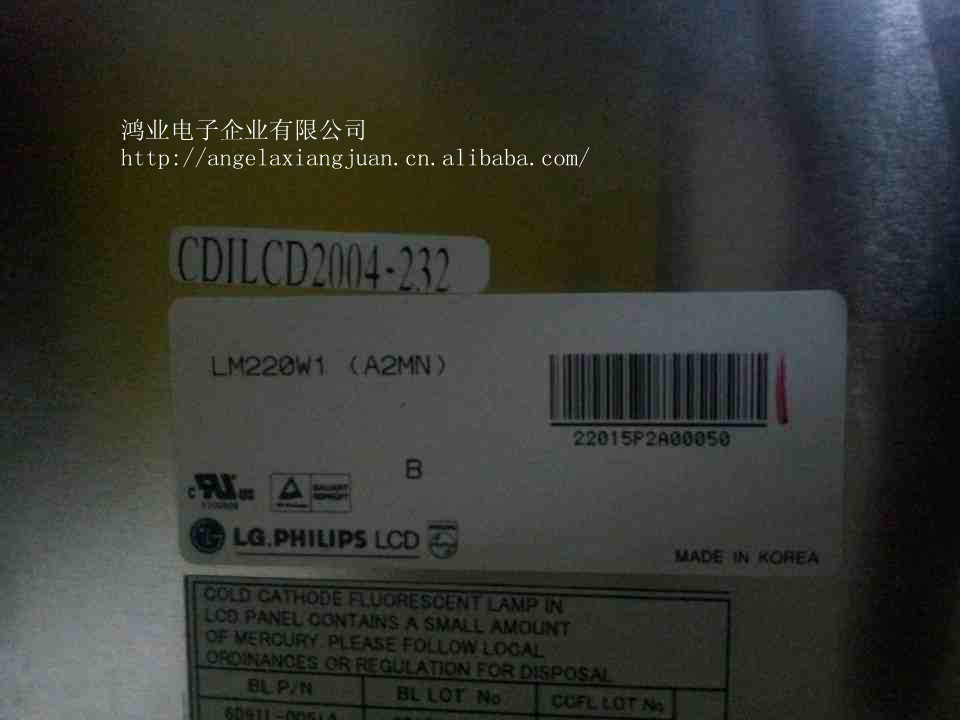 鸿业电子企业有限公司
http://angelaxiangjuan.cn.alibaba.com/
CDILCD2004-232
LM220W1 (A2MN)
22015P2A00050
B
LG.PHILIPS LCD
MADE IN KOREA
COLD CATHODE FLUORESCENT LAMP IN
LCD PANEL CONTAINS A SMALL AMOUNT
OF MERCURY. PLEASE FOLLOW LOCAL
ORDINANCES OR REGULATION FOR DISPOSAL
BL P/N BL LOT No CCFL LOT No